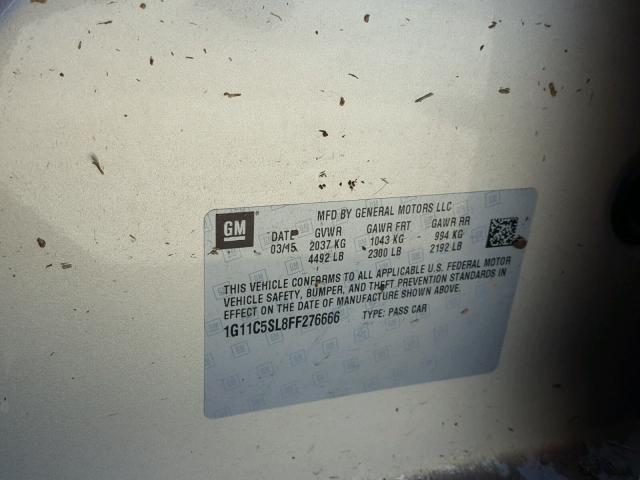 GM
MFD BY GENERAL MOTORS LLC
DATE GVWR GAWR FRT GAWR RR
03/15 2037 KG 1043 KG 994 KG
4492 LB 2300 LB 2192 LB
THIS VEHICLE CONFORMS TO ALL APPLICABLE U.S. FEDERAL MOTOR
VEHICLE SAFETY, BUMPER, AND THEFT PREVENTION STANDARDS IN
EFFECT ON THE DATE OF MANUFACTURE SHOWN ABOVE.
1G11C5SL8FF276666 TYPE: PASS CAR